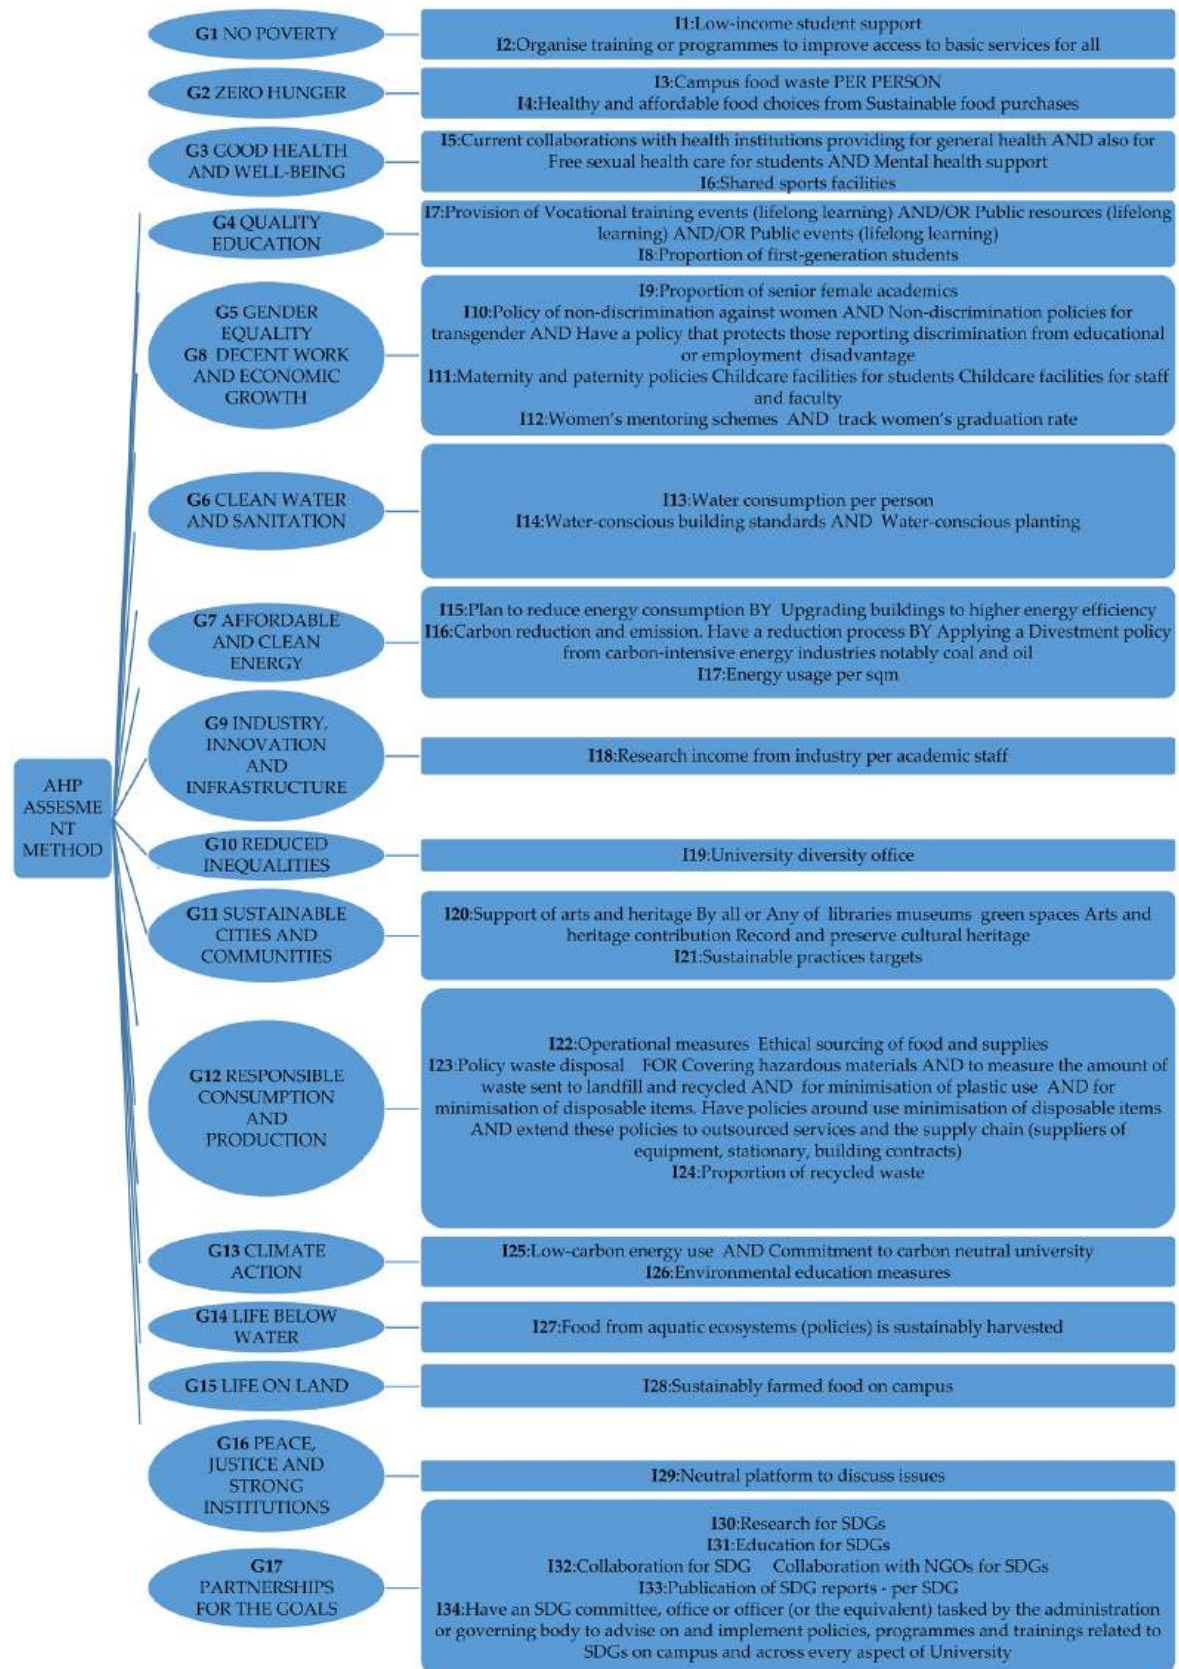 G1 NO POVERTY
I1:Low-income student support
I2:Organise training or programmes to improve access to basic services for all
G2 ZERO HUNGER
I3:Campus food waste PER PERSON
I4:Healthy and affordable food choices from Sustainable food purchases
G3 GOOD HEALTH
AND WELL-BEING
I5:Current collaborations with health institutions providing for general health AND also for
Free sexual health care for students AND Mental health support
I6:Shared sports facilities
G4 QUALITY
EDUCATION
I7:Provision of Vocational training events (lifelong learning) AND/OR Public resources (lifelong
learning) AND/OR Public events (lifelong learning)
I8:Proportion of first-generation students
G5 GENDER
EQUALITY
G8 DECENT WORK
AND ECONOMIC
GROWTH
I9:Proportion of senior female academics
I10:Policy of non-discrimination against women AND Non-discrimination policies for
transgender AND Have a policy that protects those reporting discrimination from educational
or employment disadvantage
I11:Maternity and paternity policies Childcare facilities for students Childcare facilities for staff
and faculty
I12:Women's mentoring schemes AND track women's graduation rate
G6 CLEAN WATER
AND SANITATION
I13:Water consumption per person
I14:Water-conscious building standards AND Water-conscious planting
G7 AFFORDABLE
AND CLEAN
ENERGY
I15:Plan to reduce energy consumption BY Upgrading buildings to higher energy efficiency
I16:Carbon reduction and emission. Have a reduction process BY Applying a Divestment policy
from carbon-intensive energy industries notably coal and oil
I17:Energy usage per sqm
G9 INDUSTRY,
INNOVATION
AND
INFRASTRUCTURE
I18:Research income from industry per academic staff
AHP
ASSESME
NT
METHOD
G10 REDUCED
INEQUALITIES
I19:University diversity office
G11 SUSTAINABLE
CITIES AND
COMMUNITIES
I20:Support of arts and heritage By all or Any of libraries museums green spaces Arts and
heritage contribution Record and preserve cultural heritage
I21:Sustainable practices targets
G12 RESPONSIBLE
CONSUMPTION
AND
PRODUCTION
I22:Operational measures Ethical sourcing of food and supplies
I23:Policy waste disposal FOR Covering hazardous materials AND to measure the amount of
waste sent to landfill and recycled AND for minimisation of plastic use AND for
minimisation of disposable items. Have policies around use minimisation of disposable items
AND extend these policies to outsourced services and the supply chain (suppliers of
equipment, stationary, building contracts)
I24:Proportion of recycled waste
G13 CLIMATE
ACTION
I25:Low-carbon energy use AND Commitment to carbon neutral university
I26:Environmental education measures
G14 LIFE BELOW
WATER
I27:Food from aquatic ecosystems (policies) is sustainably harvested
G15 LIFE ON LAND
I28:Sustainably farmed food on campus
G16 PEACE,
JUSTICE AND
STRONG
INSTITUTIONS
I29:Neutral platform to discuss issues
G17
PARTNERSHIPS
FOR THE GOALS
I30:Research for SDGs
I31:Education for SDGs
I32:Collaboration for SDG Collaboration with NGOs for SDGs
I33:Publication of SDG reports - per SDG
I34:Have an SDG committee, office or officer (or the equivalent) tasked by the administration
or governing body to advise on and implement policies, programmes and trainings related to
SDGs on campus and across every aspect of University